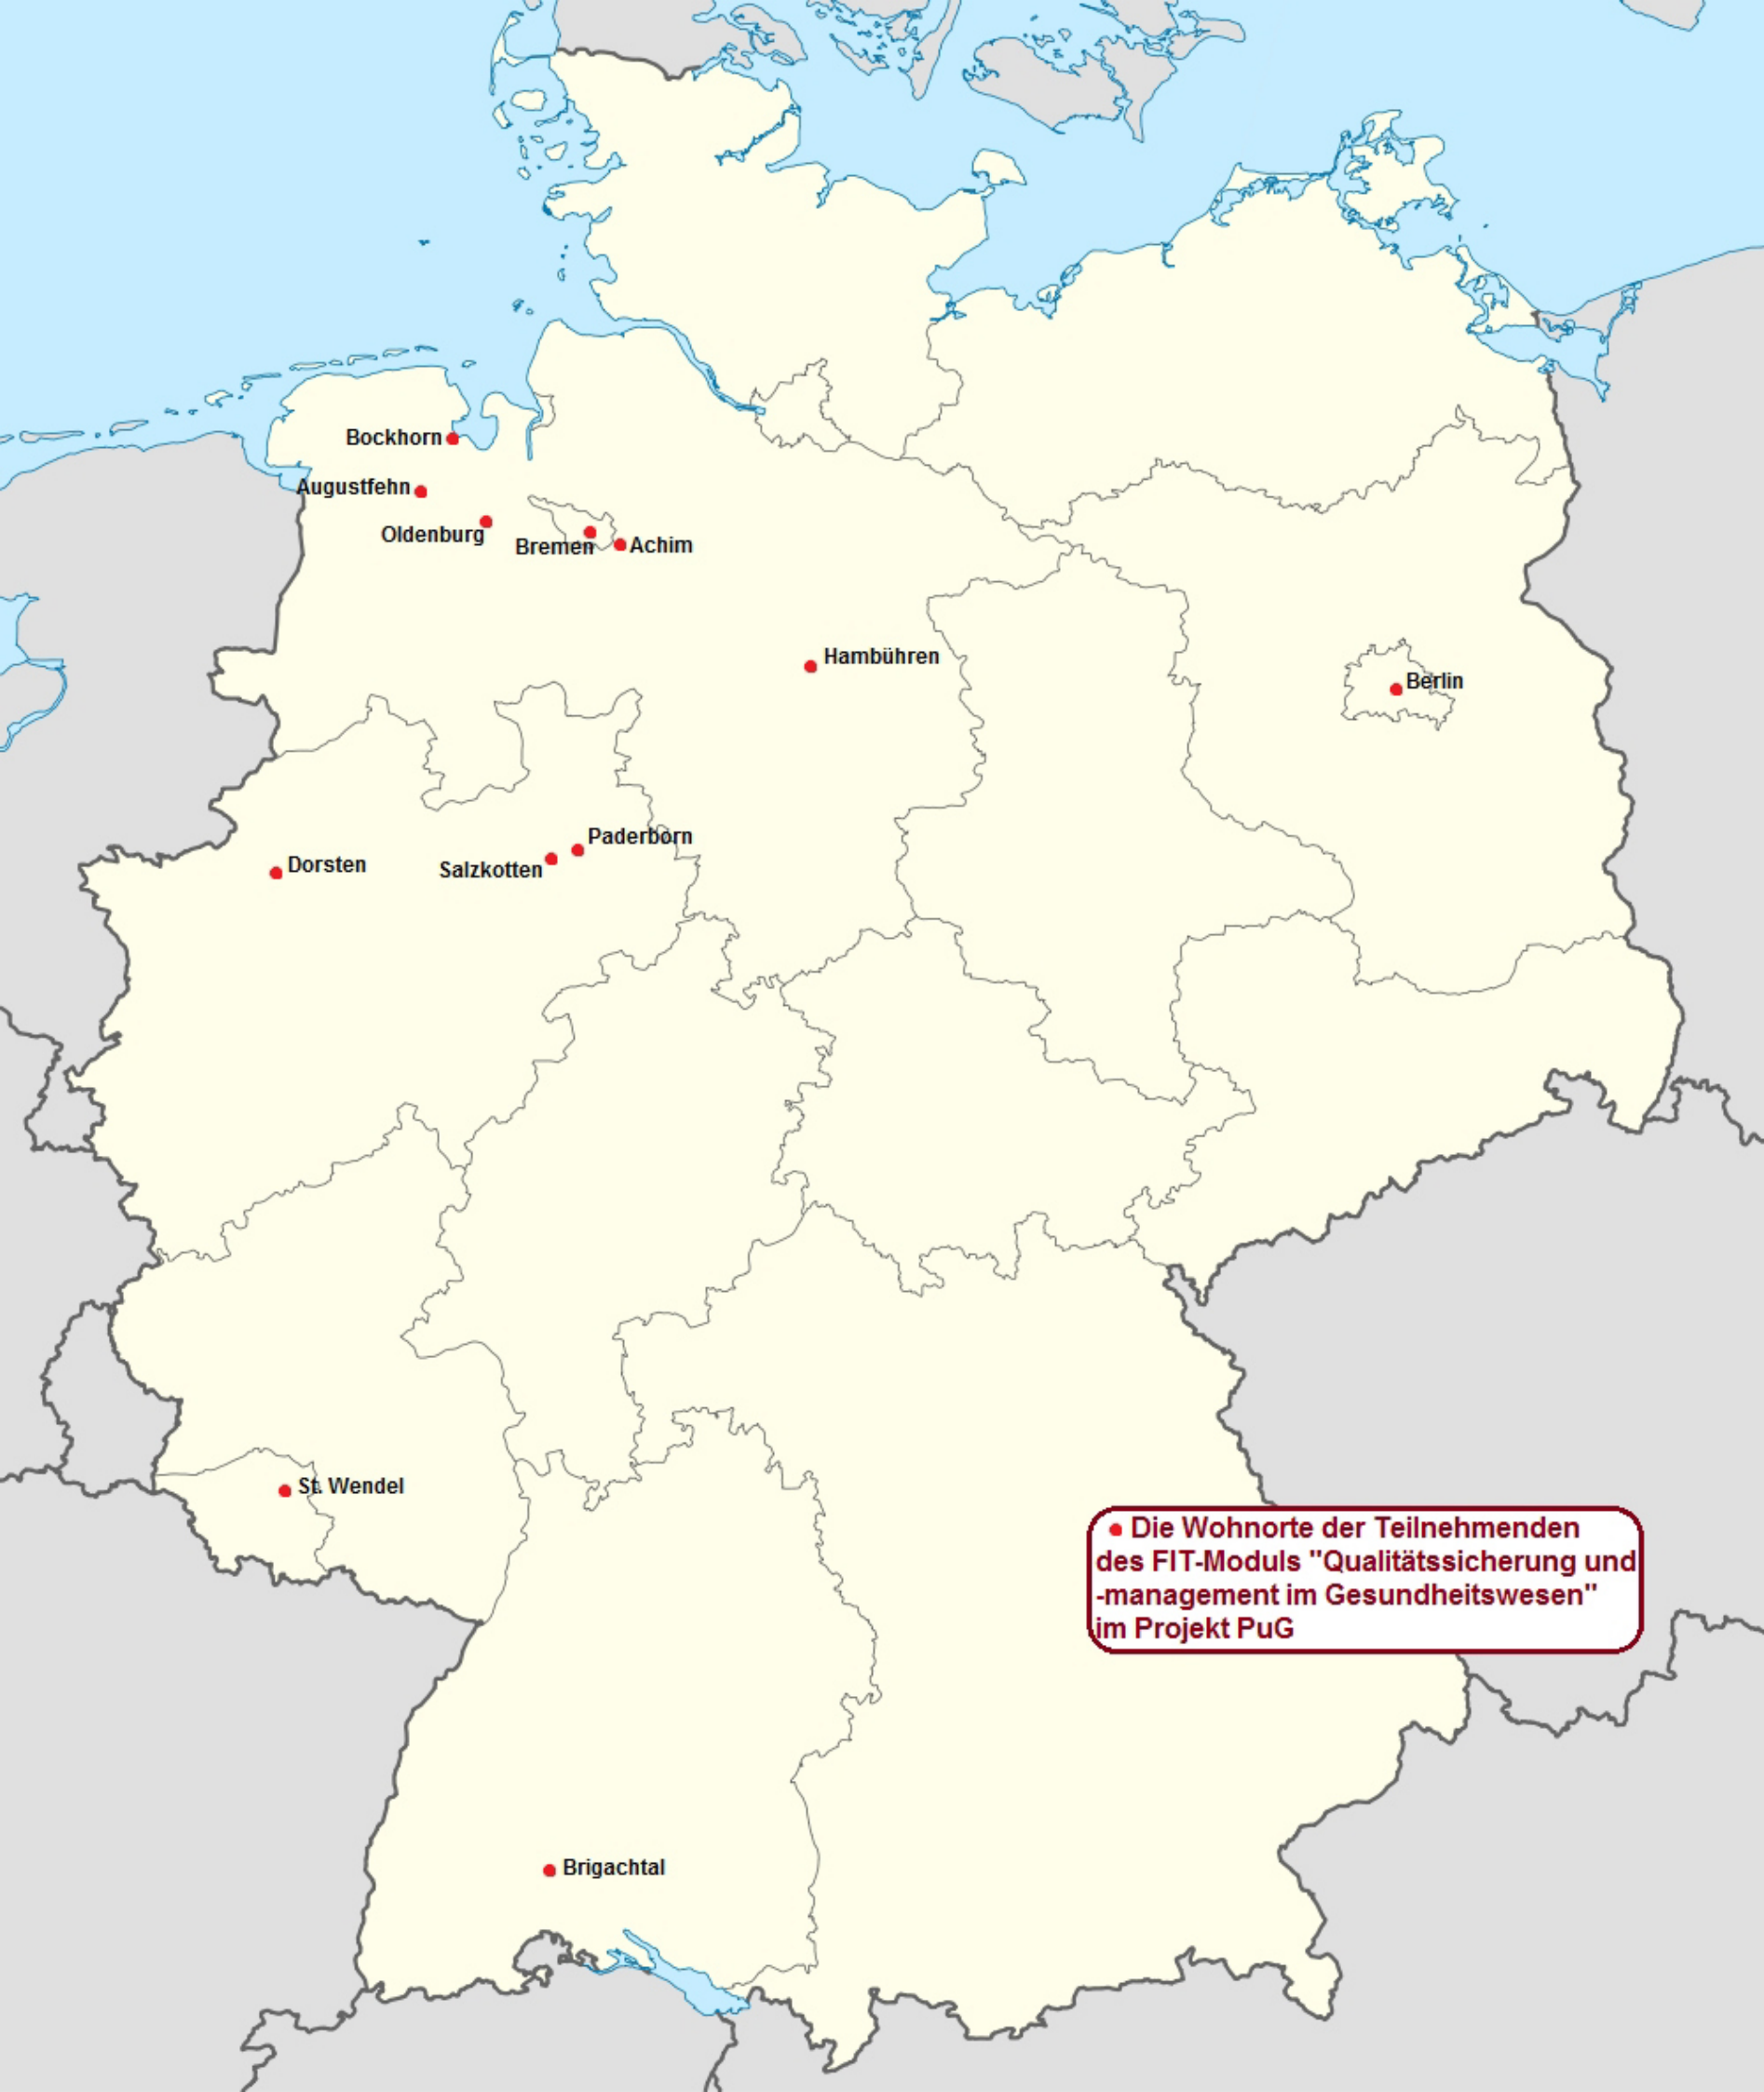 Bockhorn
Augustfehn
Oldenburg
Bremen
Achim
Hambühren
Berlin
Paderborn
Dorsten
Salzkotten
St. Wendel
Die Wohnorte der Teilnehmenden
des FIT-Moduls "Qualitätssicherung und
-management im Gesundheitswesen"
im Projekt PuG
Brigachtal